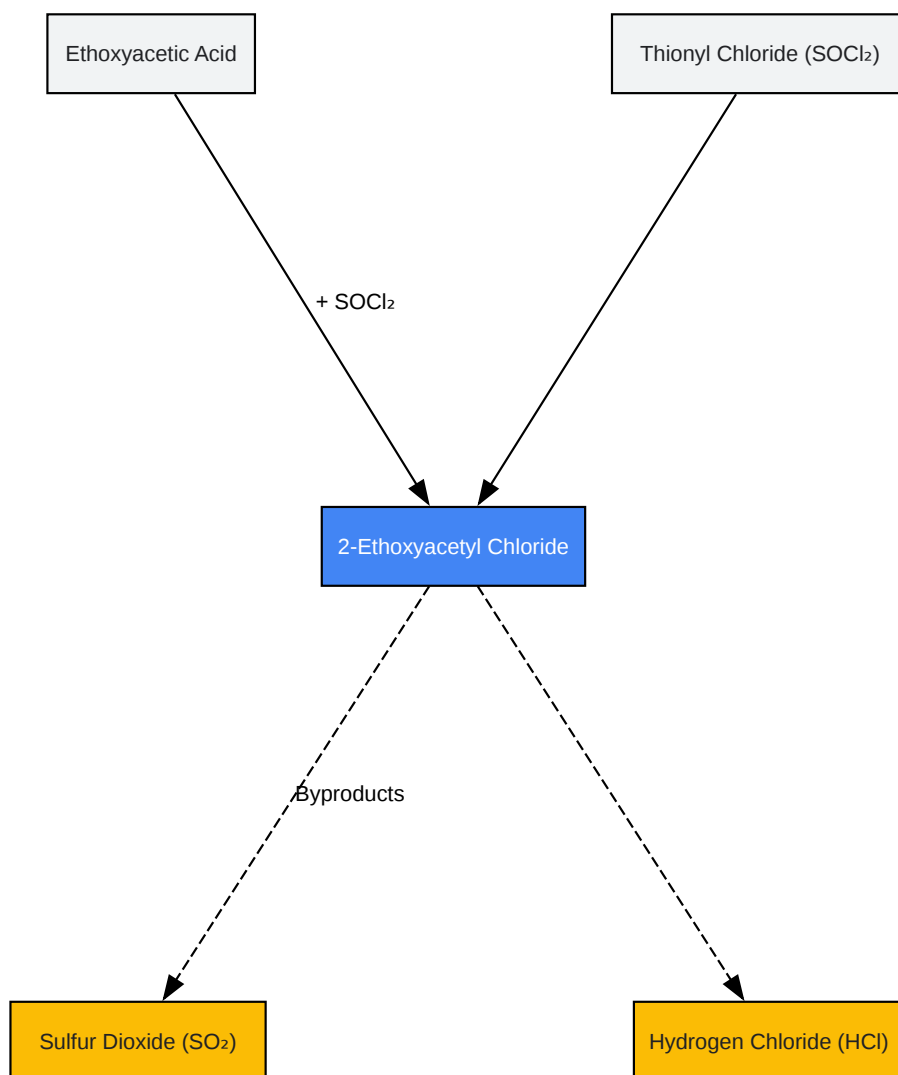 Ethoxyacetic Acid
Thionyl Chloride (SOCl₂)
+ SOCl₂
2-Ethoxyacetyl Chloride
Byproducts
Sulfur Dioxide (SO₂)
Hydrogen Chloride (HCl)